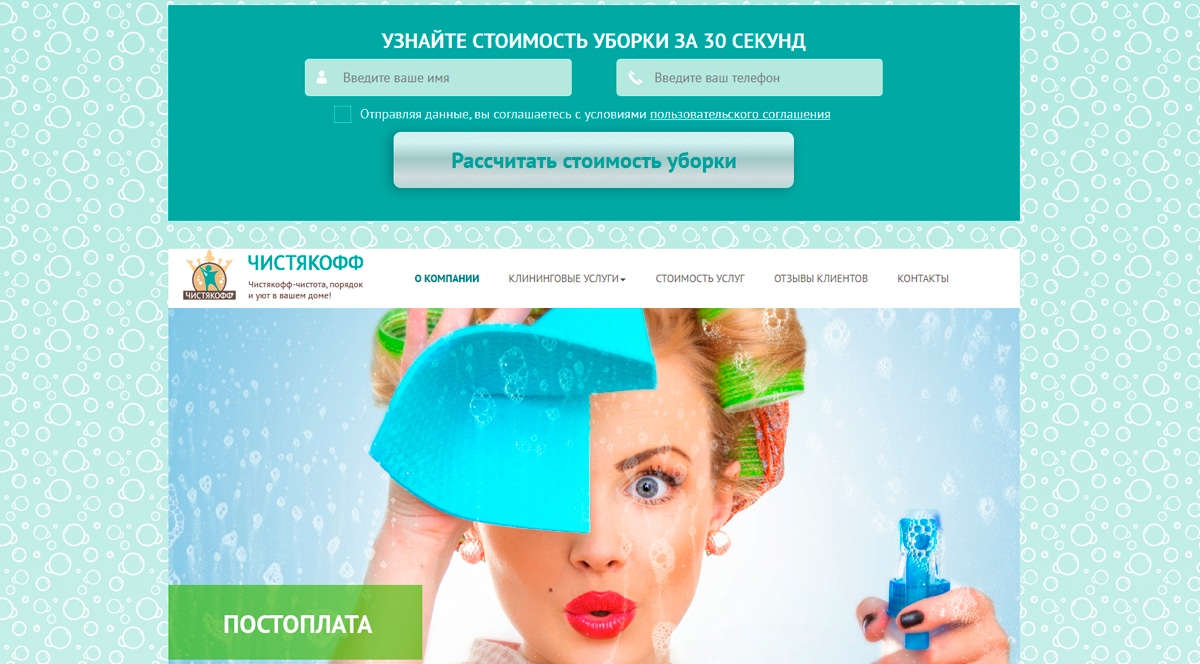 УЗНАЙТЕ СТОИМОСТЬ УБОРКИ ЗА 30 СЕКУНД
Введите ваше имя
Введите ваш телефон
Отправляя данные, вы соглашаетесь с условиями пользовательского соглашения
Рассчитать стоимость уборки
ЧИСТЯКОФФ
ЧИСТЯКОФФ
Чистякофф-чистота, порядок
и уют в вашем доме!
О КОМПАНИИ
КЛИНИНГОВЫЕ УСЛУГИ
СТОИМОСТЬ УСЛУГ
ОТЗЫВЫ КЛИЕНТОВ
КОНТАКТЫ
ПОСТОПЛАТА